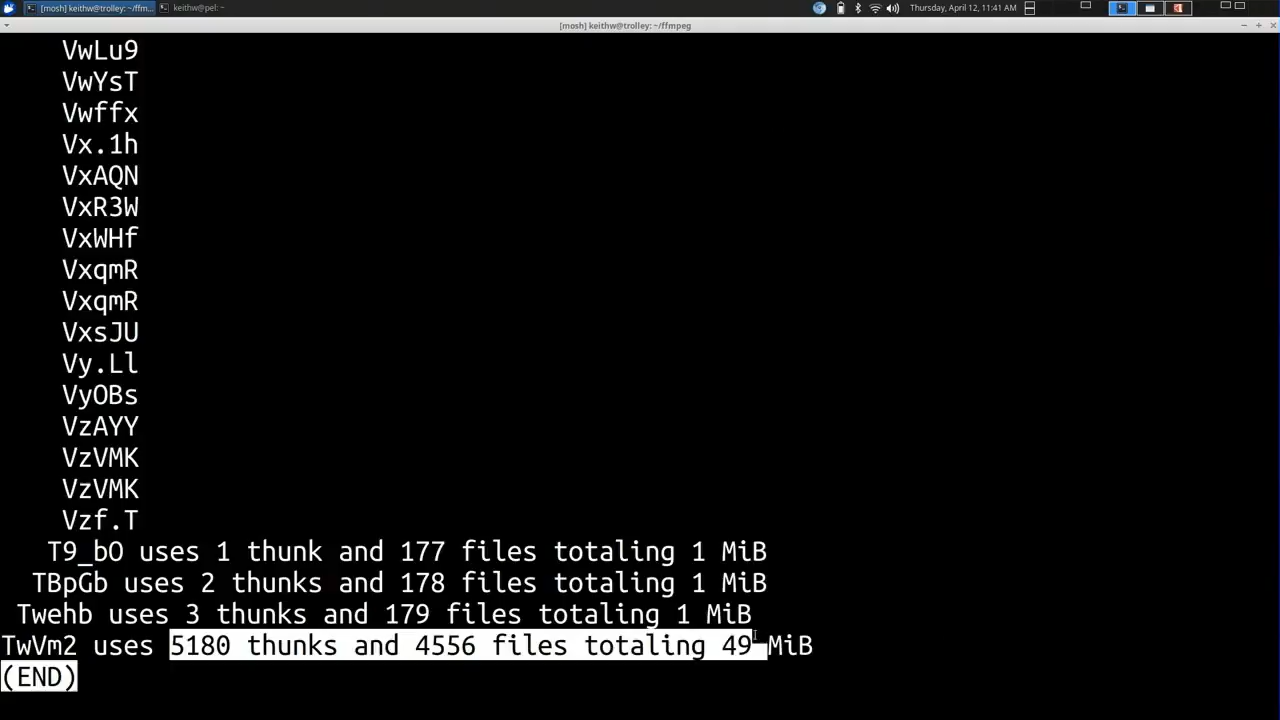 [mosh] keithw@trolley: ~/ffm...
keithw@pel: ~
Thursday, April 12, 11:41 AM
[mosh] keithw@trolley: ~/ffmpeg
VwLu9
VwYsT
Vwffx
Vx.1h
VxAQN
VxR3W
VxWHf
VxqmR
VxqmR
VxsJU
Vy.Ll
VyOBs
VzAYY
VzVMK
VzVMK
Vzf.T
T9_bO uses 1 thunk and 177 files totaling 1 MiB
TBpGb uses 2 thunks and 178 files totaling 1 MiB
Twehb uses 3 thunks and 179 files totaling 1 MiB
TwVm2 uses 5180 thunks and 4556 files totaling 49 MiB
(END)